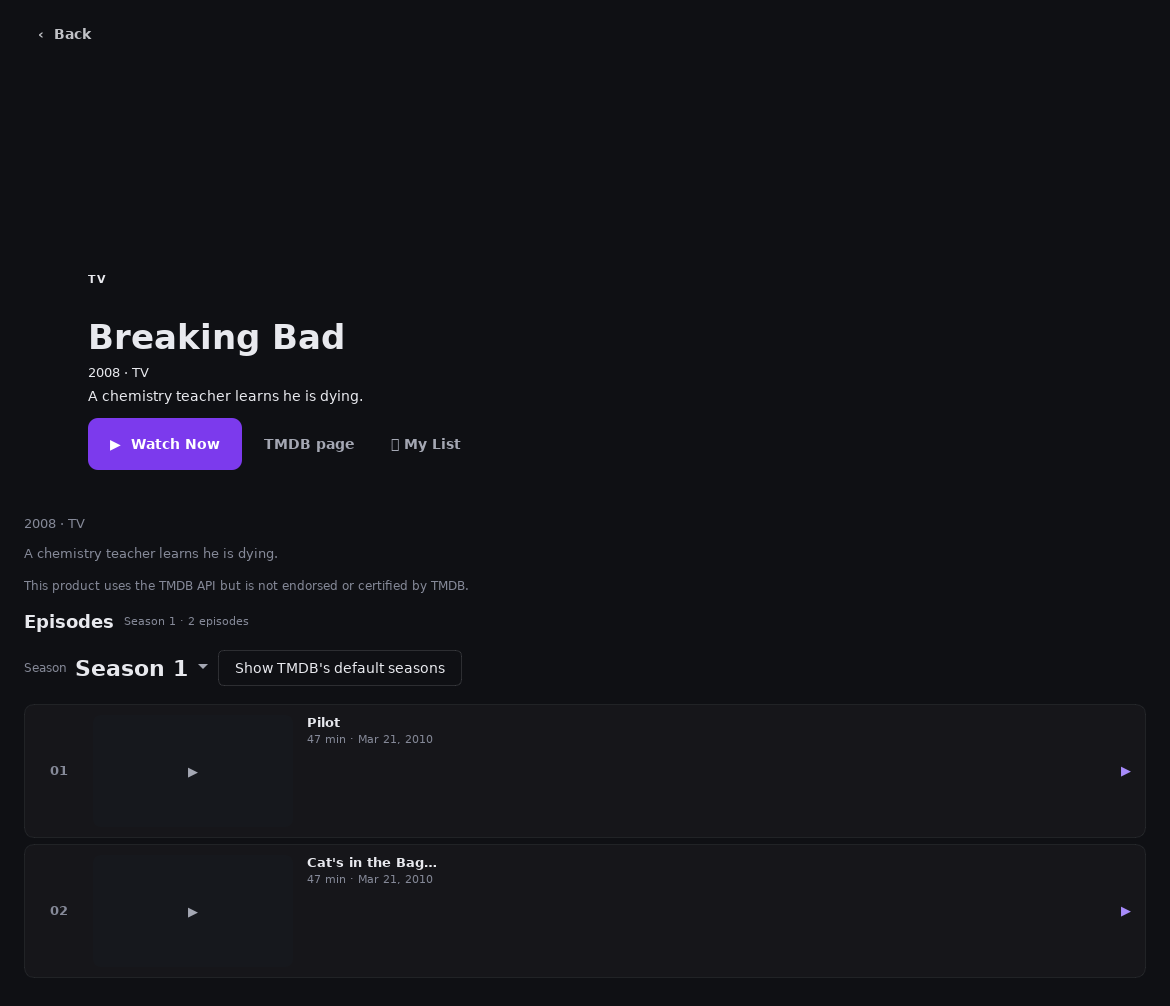 ‹ Back
TV
Breaking Bad
2008 · TV
A chemistry teacher learns he is dying.
▶ Watch Now TMDB page My List
2008 · TV
A chemistry teacher learns he is dying.
This product uses the TMDB API but is not endorsed or certified by TMDB.
Episodes Season 1 · 2 episodes
Season Season 1 Show TMDB's default seasons
Pilot
47 min · Mar 21, 2010
01
Cat's in the Bag…
47 min · Mar 21, 2010
02